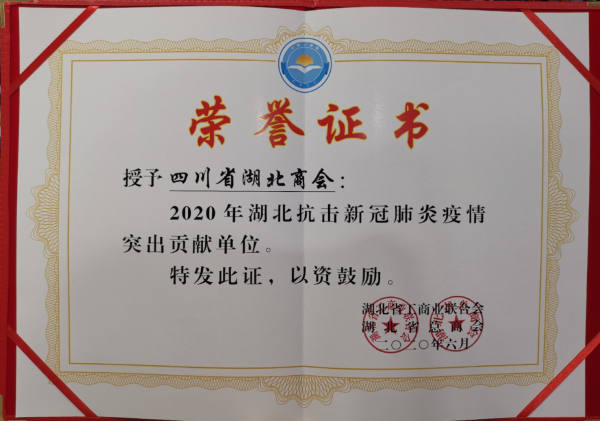 荣誉证书
授予 四川省湖北商会：
2020年湖北抗击新冠肺炎疫情
突出贡献单位。
特发此证，以资鼓励。
湖北省工商业联合会
湖北省总商会
二〇二〇年六月